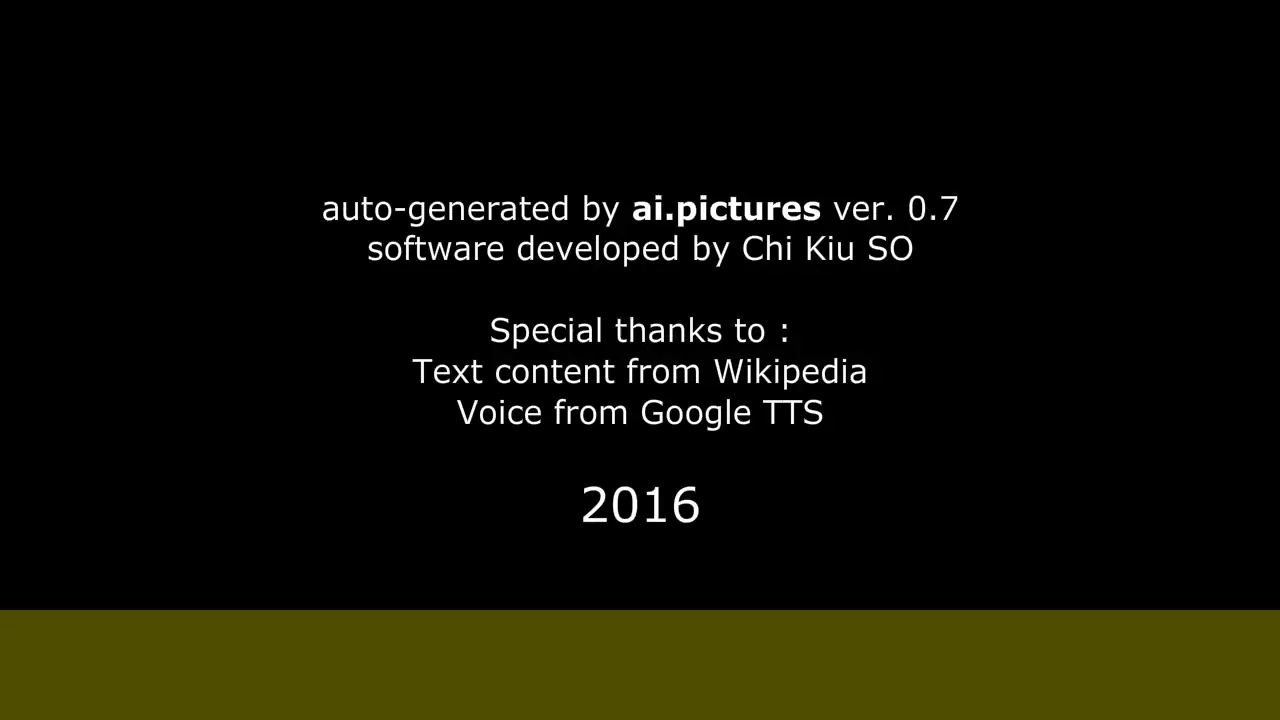 auto-generated by ai.pictures ver. 0.7
software developed by Chi Kiu SO
Special thanks to :
Text content from Wikipedia
Voice from Google TTS
2016